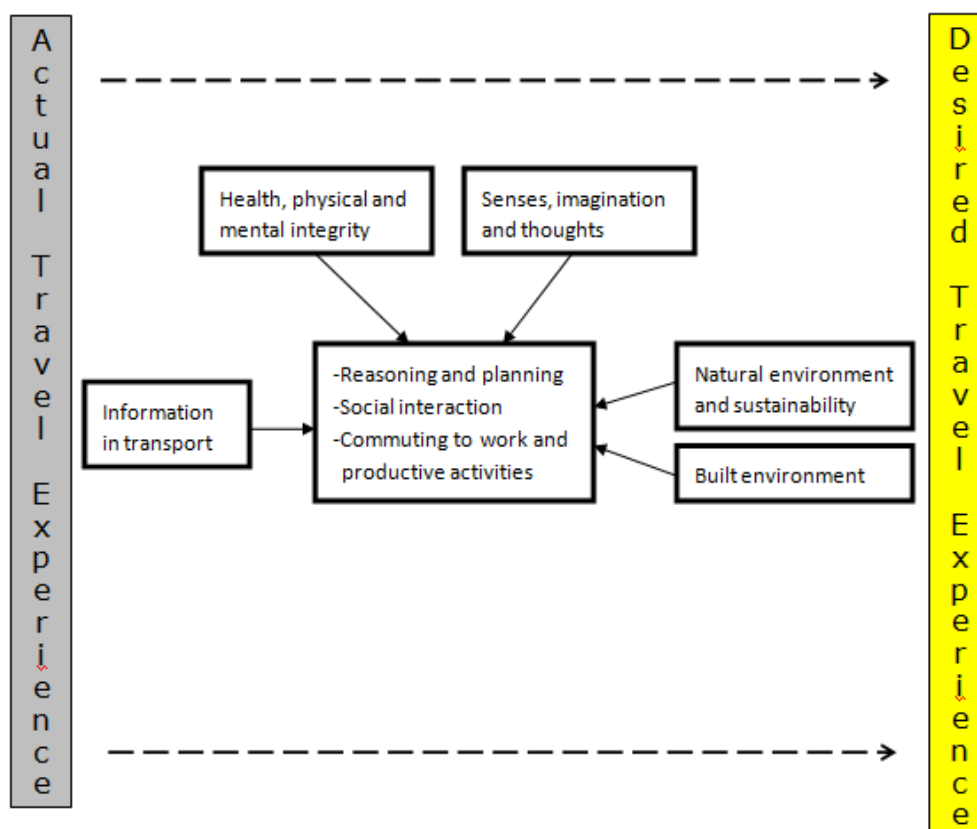 Actual Travel Experience
Health, physical and
mental integrity
Senses, imagination
and thoughts
Information
in transport
-Reasoning and planning
-Social interaction
-Commuting to work and
productive activities
Natural environment
and sustainability
Built environment
Desired Travel Experience